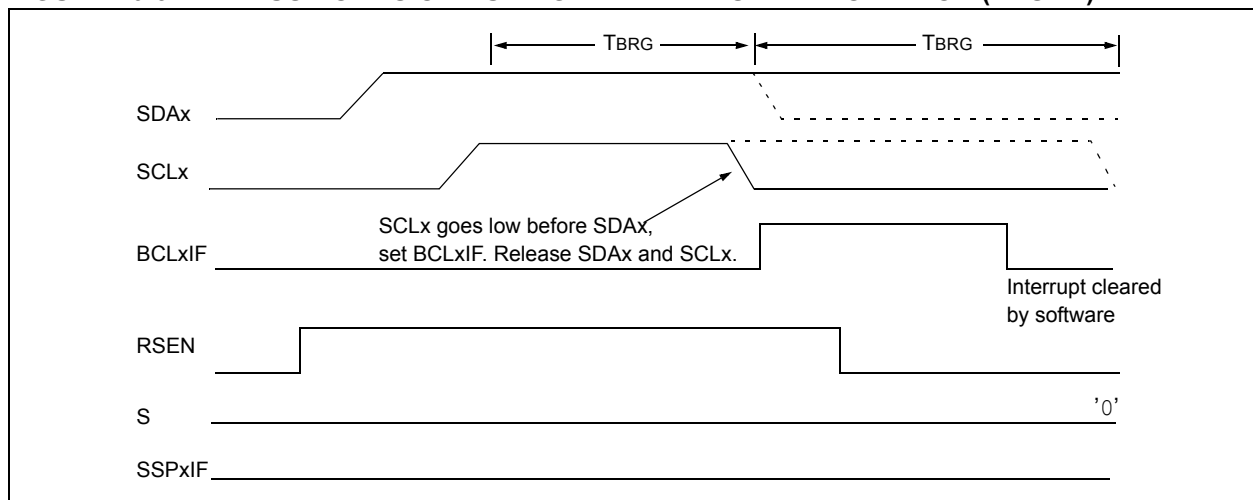 TBRG TBRG
SDAx
SCLx
SCLx goes low before SDAx,
set BCLxIF. Release SDAx and SCLx.
BCLxIF
Interrupt cleared
by software
RSEN
S
'0'
SSPxIF